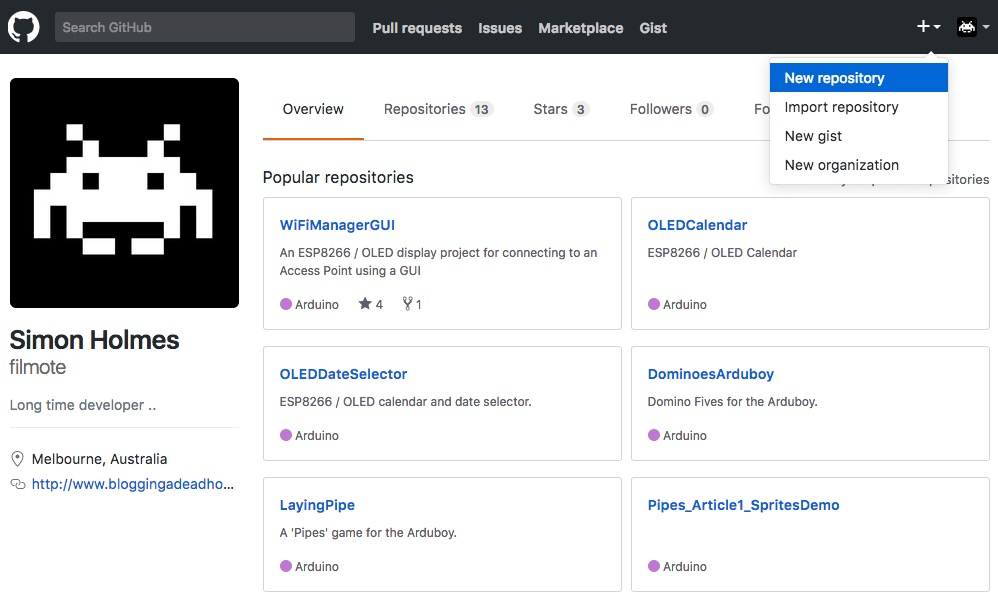 Search GitHub
Pull requests
Issues
Marketplace
Gist
New repository
Import repository
New gist
New organization
Overview
Repositories 13
Stars 3
Followers 0
Popular repositories
WiFiManagerGUI
An ESP8266 / OLED display project for connecting to an
Access Point using a GUI
Arduino 4 1
OLEDCalendar
ESP8266 / OLED Calendar
Arduino
OLEDDateSelector
ESP8266 / OLED calendar and date selector.
Arduino
DominoesArduboy
Domino Fives for the Arduboy.
Arduino
LayingPipe
A 'Pipes' game for the Arduboy.
Arduino
Pipes_Article1_SpritesDemo
Arduino
Simon Holmes
filmote
Long time developer ..
Melbourne, Australia
http://www.bloggingadeadho...